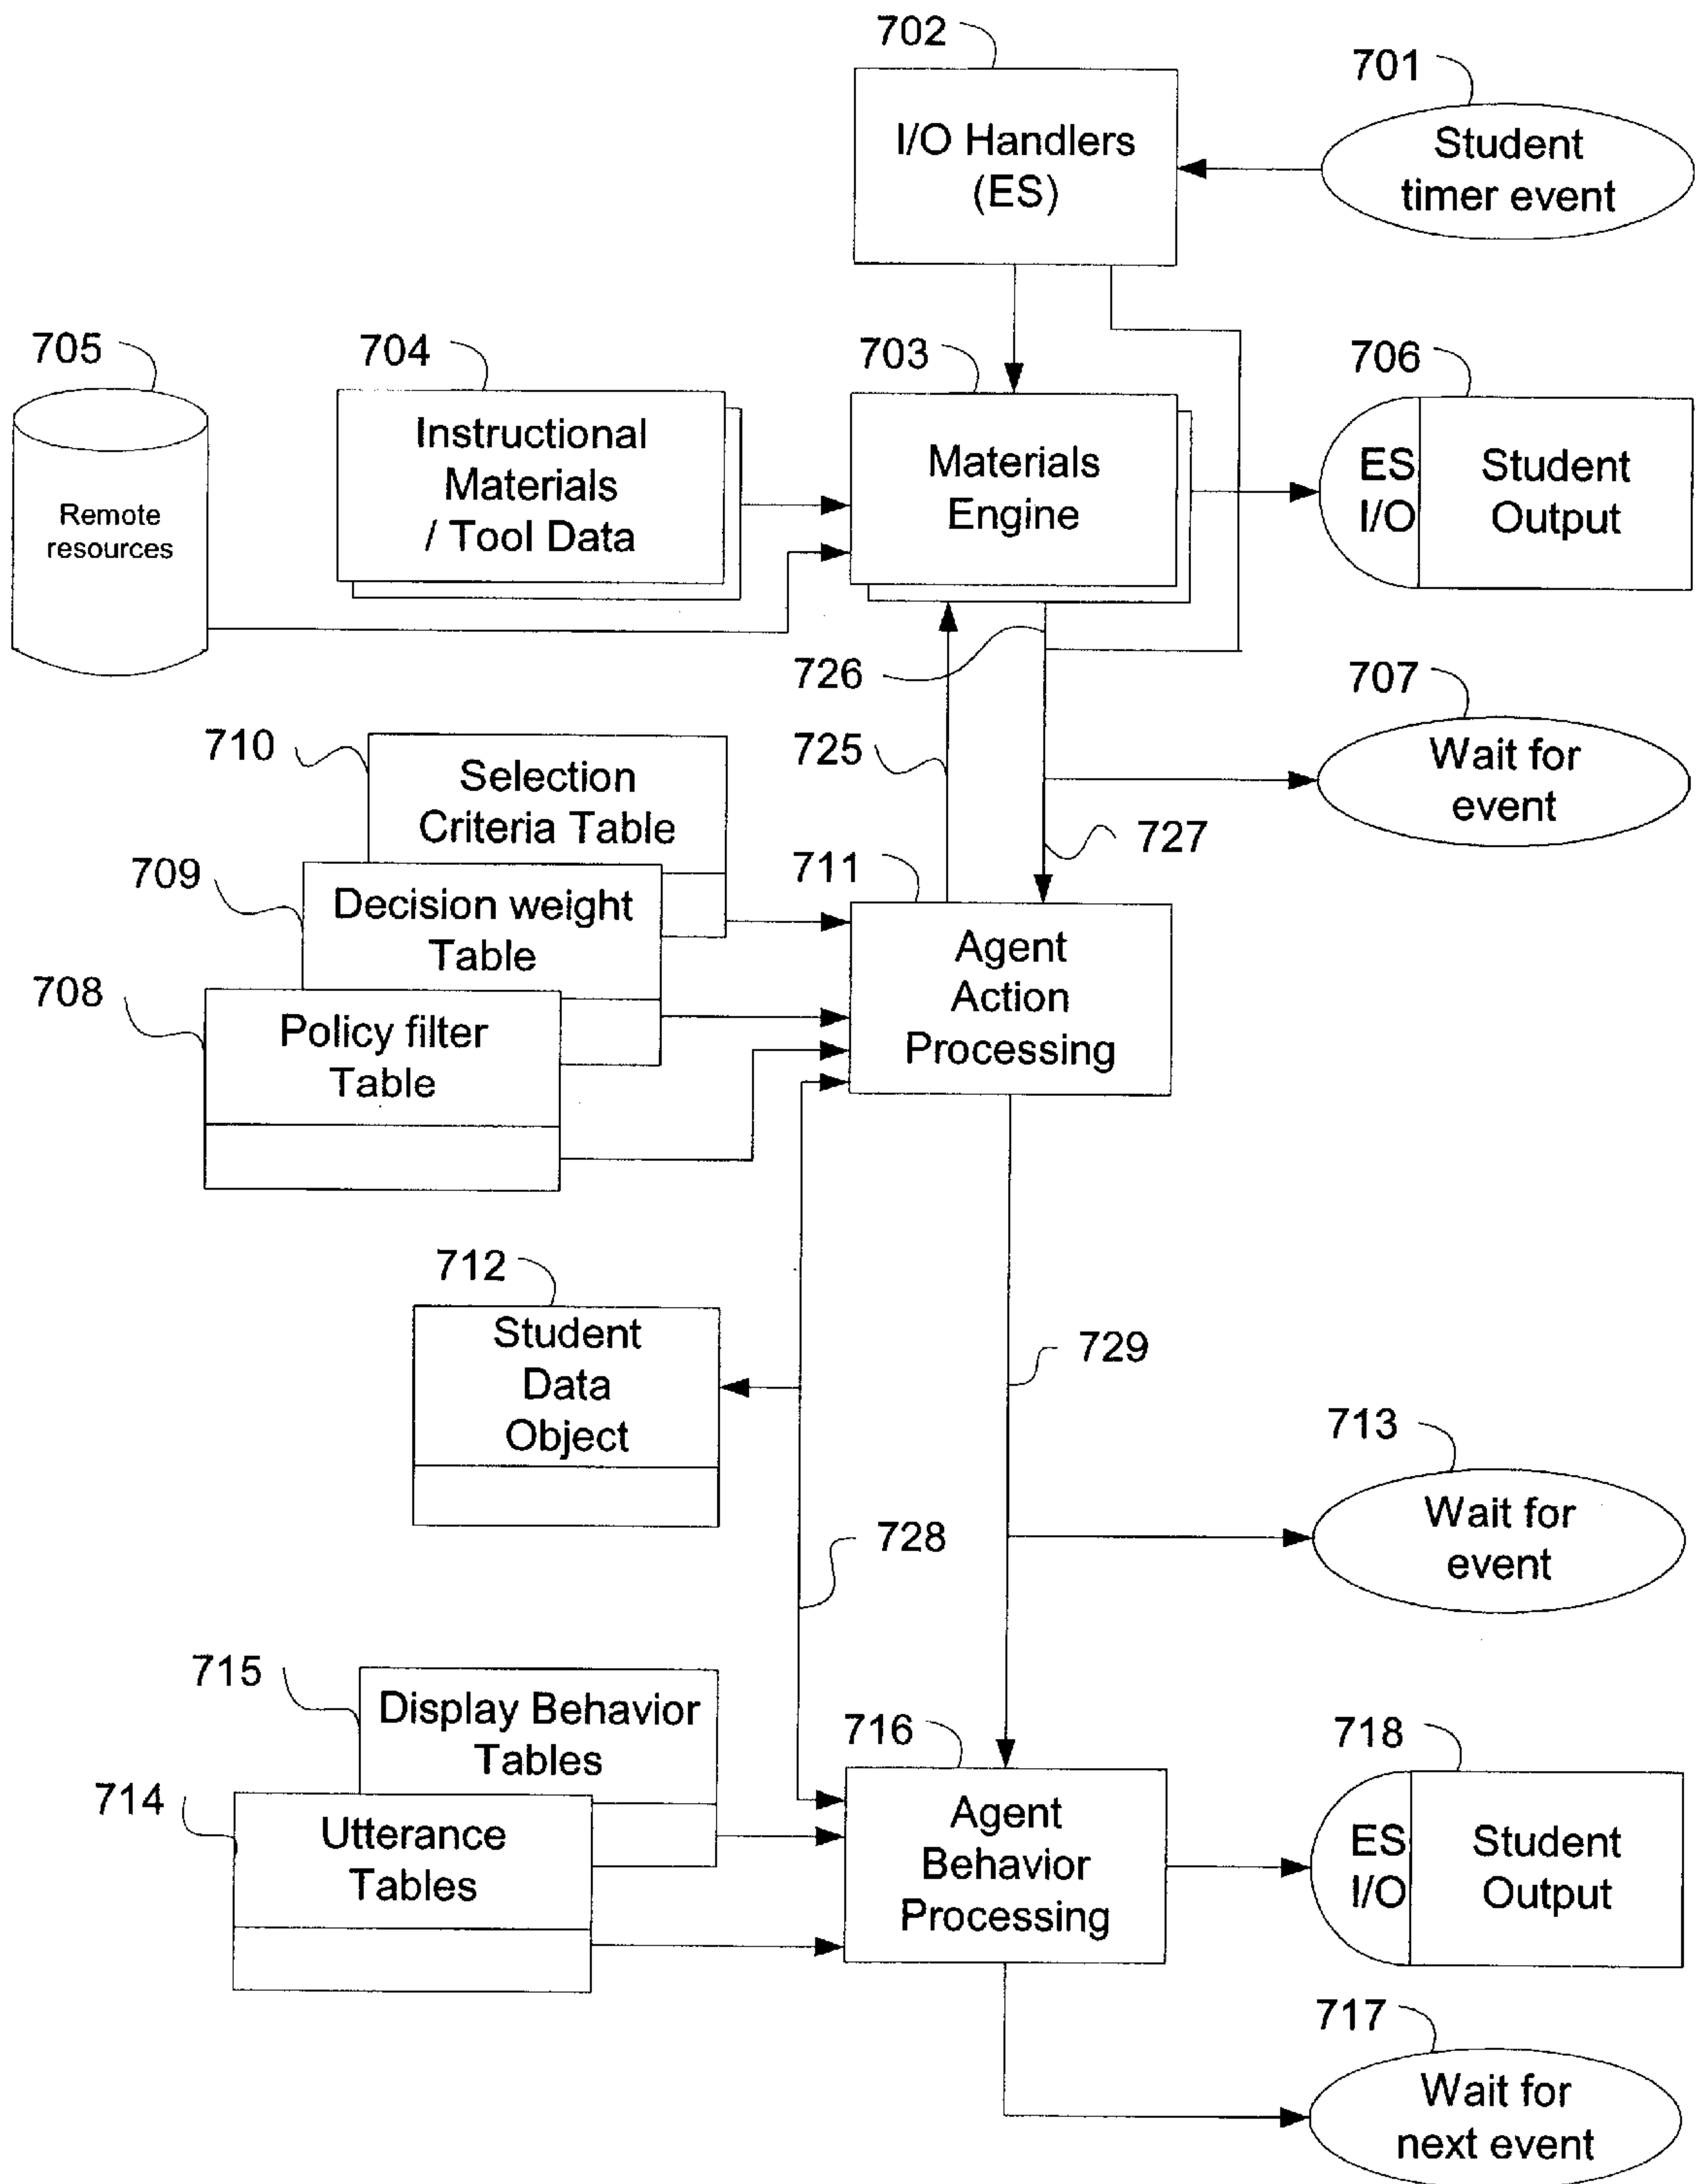 702
701
I/O Handlers
(ES)
Student
timer event
705
704
703
706
Remote
resources
Instructional
Materials
/ Tool Data
Materials
Engine
ES
I/O
Student
Output
726
707
710
725
Selection
Criteria Table
Wait for
event
727
709
711
Decision weight
Table
708
Policy filter
Table
Agent
Action
Processing
712
Student
Data
Object
729
713
728
Wait for
event
715
Display Behavior
Tables
716
718
714
Utterance
Tables
Agent
Behavior
Processing
ES
I/O
Student
Output
717
Wait for
next event